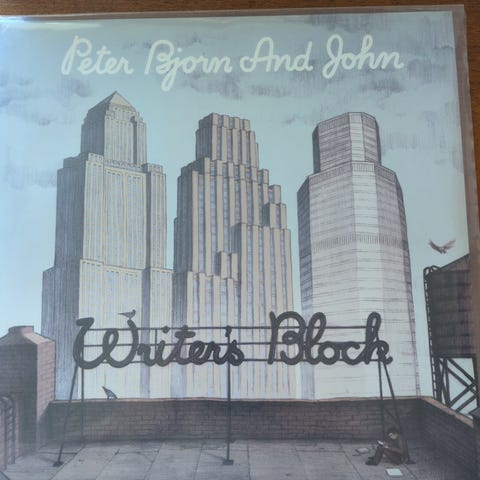 Peter Bjorn And John
Writer's Block